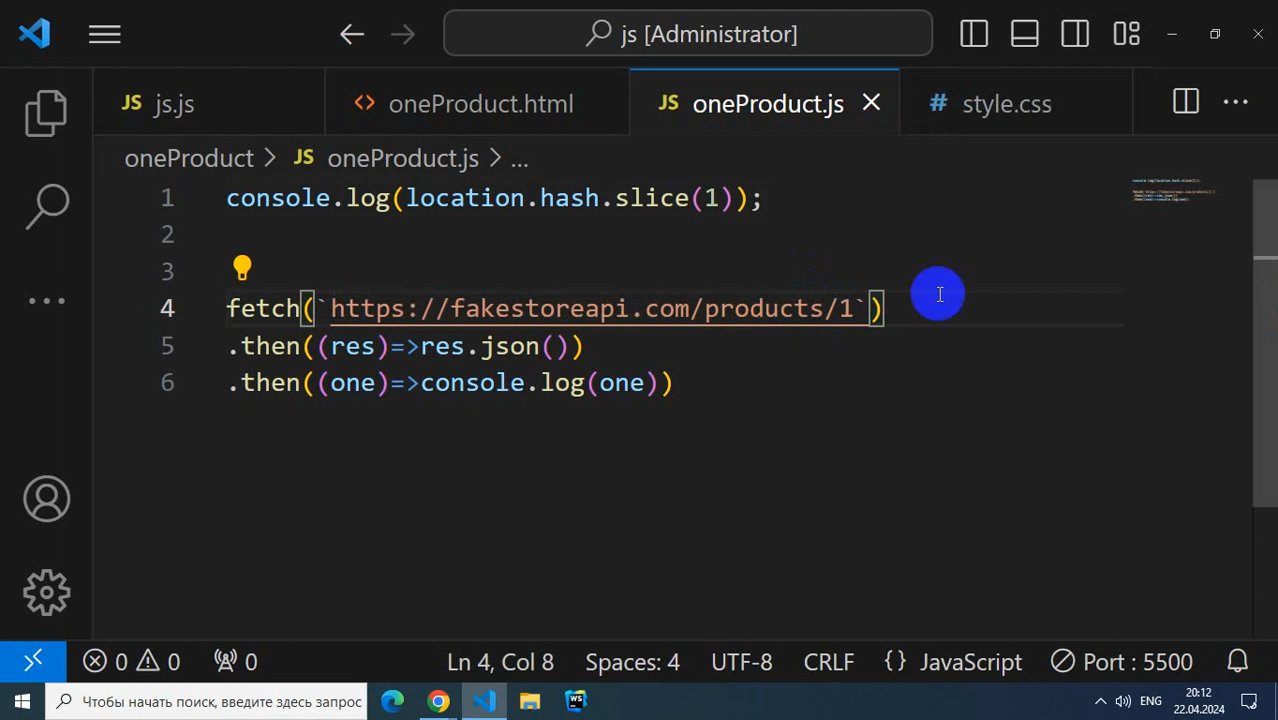 js [Administrator]
JS js.js
<> oneProduct.html
JS oneProduct.js
# style.css
oneProduct > JS oneProduct.js > ...
1 console.log(location.hash.slice(1));
2
3
4 fetch(`https://fakestoreapi.com/products/1`)
5 .then((res)=>res.json())
6 .then((one)=>console.log(one))
0 0 0 Ln 4, Col 8 Spaces: 4 UTF-8 CRLF {} JavaScript Port : 5500
Чтобы начать поиск, введите здесь запрос
WS
ENG
20:12
22.04.2024